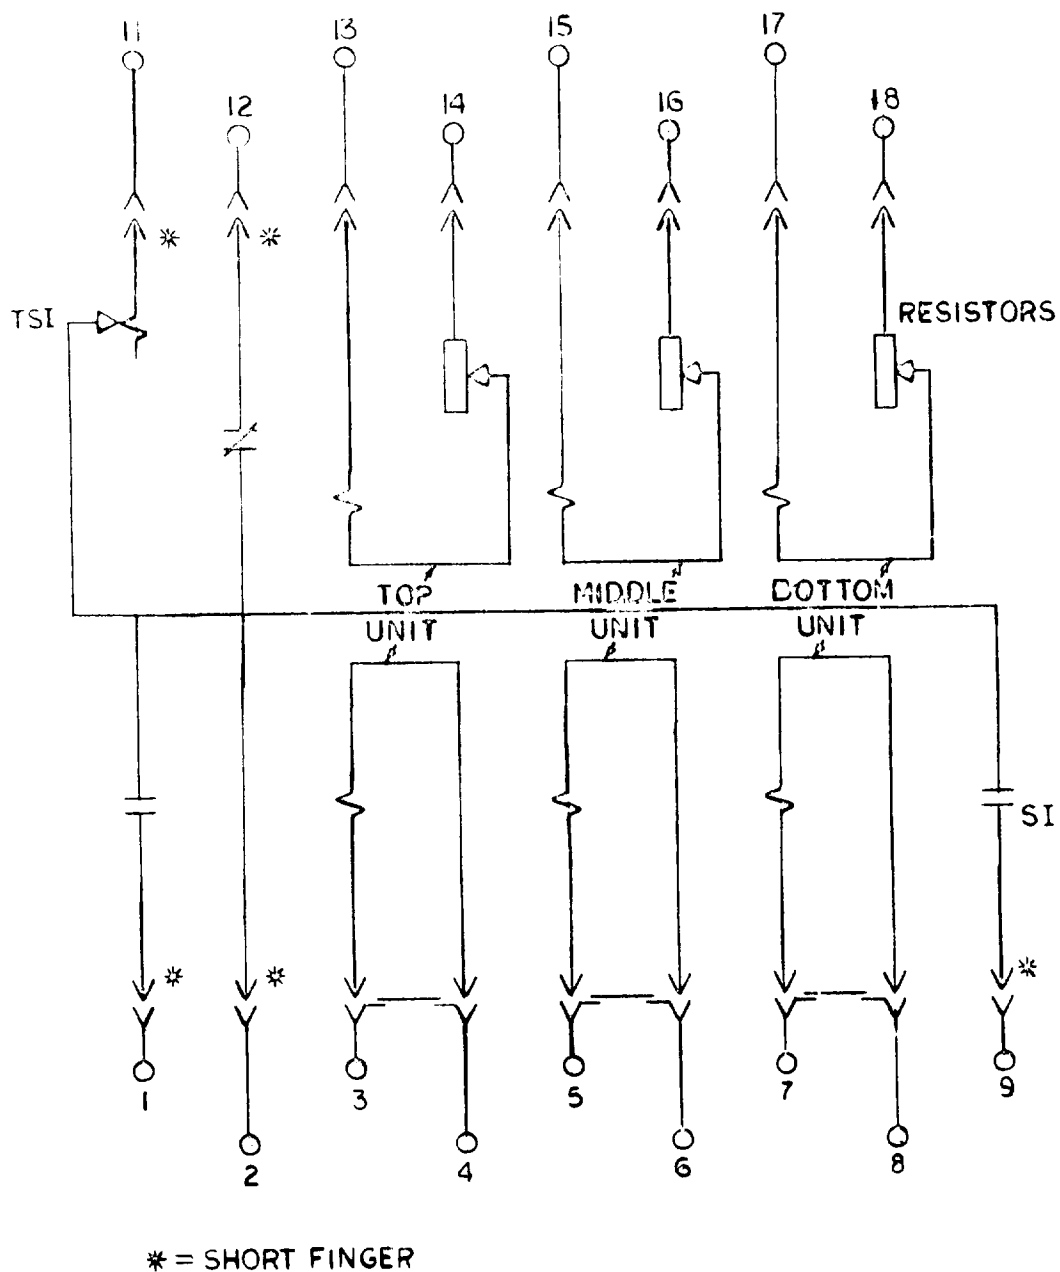 11
13
15
17
12
14
16
18
✳
✳
TSI
RESISTORS
TOP
UNIT
MIDDLE
UNIT
BOTTOM
UNIT
SI
✳
✳
✳
1
3
5
7
9
2
4
6
8
✳ = SHORT FINGER